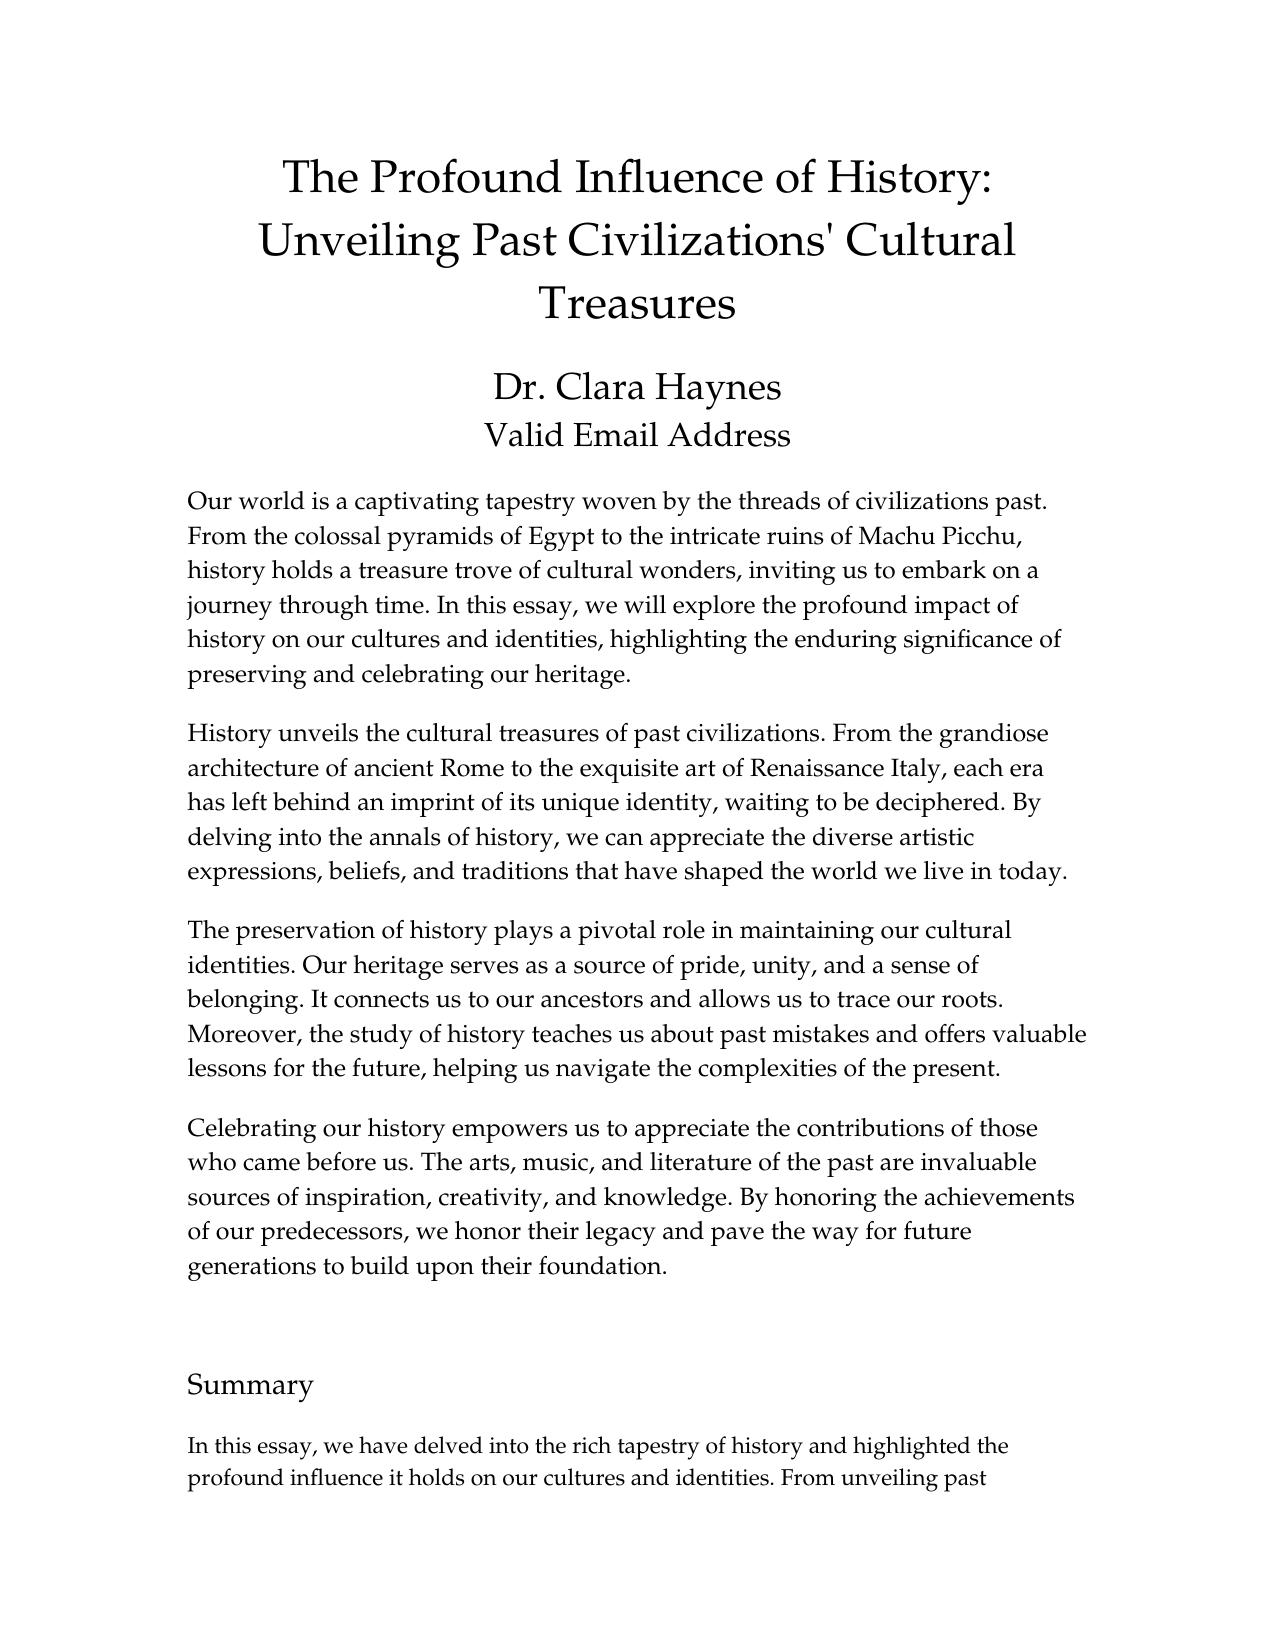 The Profound Influence of History:
Unveiling Past Civilizations' Cultural
Treasures
Dr. Clara Haynes
Valid Email Address
Our world is a captivating tapestry woven by the threads of civilizations past.
From the colossal pyramids of Egypt to the intricate ruins of Machu Picchu,
history holds a treasure trove of cultural wonders, inviting us to embark on a
journey through time. In this essay, we will explore the profound impact of
history on our cultures and identities, highlighting the enduring significance of
preserving and celebrating our heritage.
History unveils the cultural treasures of past civilizations. From the grandiose
architecture of ancient Rome to the exquisite art of Renaissance Italy, each era
has left behind an imprint of its unique identity, waiting to be deciphered. By
delving into the annals of history, we can appreciate the diverse artistic
expressions, beliefs, and traditions that have shaped the world we live in today.
The preservation of history plays a pivotal role in maintaining our cultural
identities. Our heritage serves as a source of pride, unity, and a sense of
belonging. It connects us to our ancestors and allows us to trace our roots.
Moreover, the study of history teaches us about past mistakes and offers valuable
lessons for the future, helping us navigate the complexities of the present.
Celebrating our history empowers us to appreciate the contributions of those
who came before us. The arts, music, and literature of the past are invaluable
sources of inspiration, creativity, and knowledge. By honoring the achievements
of our predecessors, we honor their legacy and pave the way for future
generations to build upon their foundation.
Summary
In this essay, we have delved into the rich tapestry of history and highlighted the
profound influence it holds on our cultures and identities. From unveiling past